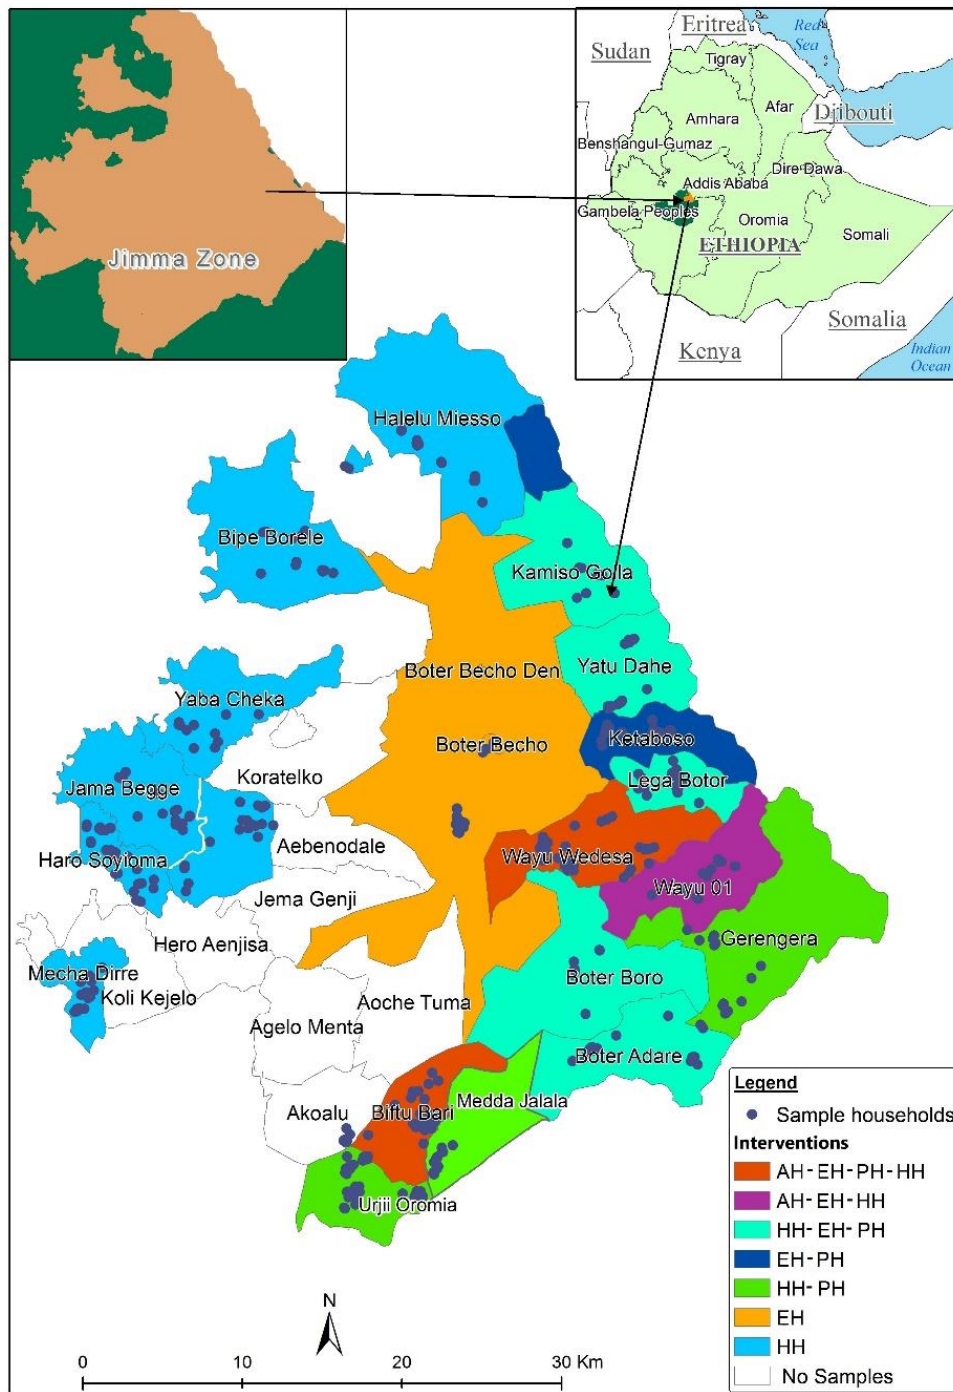 Jimma Zone
Eritrea
Red
Sea
Sudan
Tigray
Afar
Djibouti
Amhara
Benshangul-Gumaz
Dire Dawa
Addis Ababa
Gambela Peoples
Oromia
Somali
ETHIOPIA
Somalia
Kenya
Indian
Ocean
Halelu Miesso
Bipe Borele
Kamiso Golla
Yatu Dahe
Boter Becho Den
Yaba Cheka
Ketaboso
Boter Becho
Koratelko
Lega Botor
Jama Begge
Aebenodale
Haro Soyioma
Wayu Wedesa
Wayu 01
Jema Genji
Hero Aenjisa
Gerengera
Mecha Dirre
Koli Kejelo
Boter Boro
Aoche Tuma
Agelo Menta
Boter Adare
Medda Jalala
Akoalu
Biftu Bari
Urjii Oromia
Legend
Sample households
Interventions
AH-EH-PH-HH
AH-EH-HH
HH-EH-PH
EH-PH
HH-PH
EH
HH
No Samples
N
0 10 20 30 Km